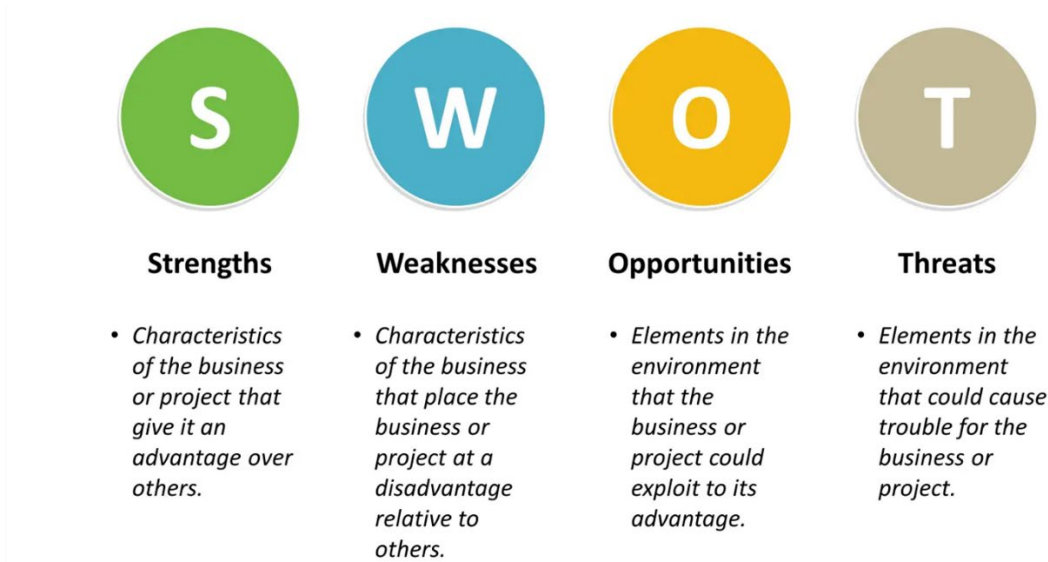 S W O T
Strengths
Weaknesses
Opportunities
Threats
• Characteristics
of the business
or project that
give it an
advantage over
others.
• Characteristics
of the business
that place the
business or
project at a
disadvantage
relative to
others.
• Elements in the
environment
that the
business or
project could
exploit to its
advantage.
• Elements in the
environment
that could cause
trouble for the
business or
project.